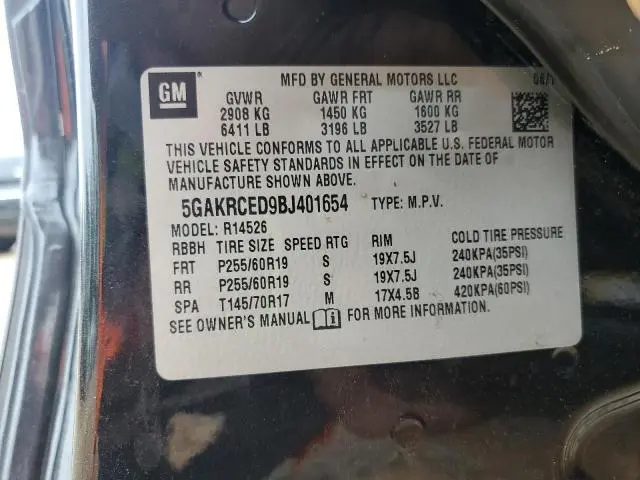 GM
MFD BY GENERAL MOTORS LLC
GVWR GAWR FRT GAWR RR
2908 KG 1450 KG 1600 KG
6411 LB 3196 LB 3527 LB
THIS VEHICLE CONFORMS TO ALL APPLICABLE U.S. FEDERAL MOTOR
VEHICLE SAFETY STANDARDS IN EFFECT ON THE DATE OF
MANUFACTURE SHOWN ABOVE.
5GAKRCED9BJ401654 TYPE: M.P.V.
MODEL: R14526
RBBH TIRE SIZE SPEED RTG RIM COLD TIRE PRESSURE
FRT P255/60R19 S 19X7.5J 240KPA(35PSI)
RR P255/60R19 S 19X7.5J 240KPA(35PSI)
SPA T145/70R17 M 17X4.5B 420KPA(60PSI)
SEE OWNER'S MANUAL FOR MORE INFORMATION.